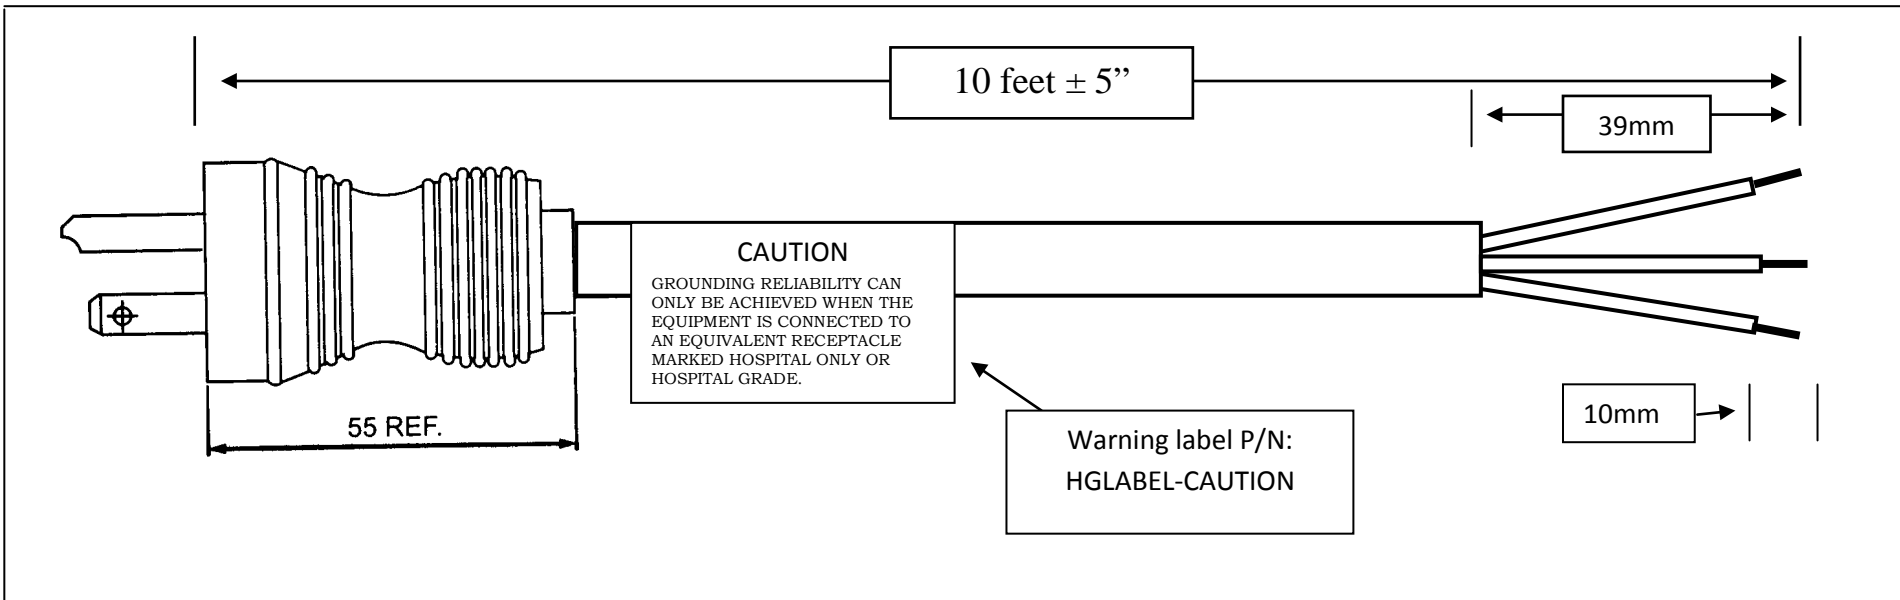 10 feet ± 5”
39mm
CAUTION
GROUNDING RELIABILITY CAN
ONLY BE ACHIEVED WHEN THE
EQUIPMENT IS CONNECTED TO
AN EQUIVALENT RECEPTACLE
MARKED HOSPITAL ONLY OR
HOSPITAL GRADE.
55 REF.
10mm
Warning label P/N:
HGLABEL-CAUTION